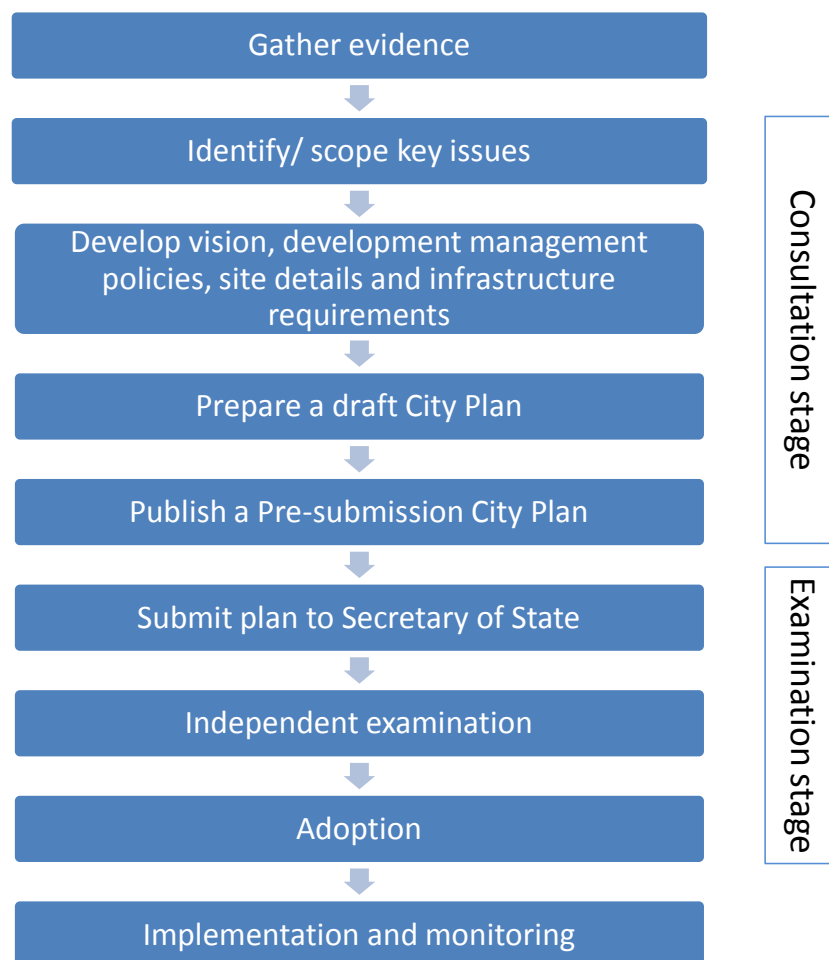 Gather evidence
Identify/ scope key issues
Develop vision, development management
policies, site details and infrastructure
requirements
Prepare a draft City Plan
Publish a Pre-submission City Plan
Submit plan to Secretary of State
Independent examination
Adoption
Implementation and monitoring
Consultation stage
Examination stage